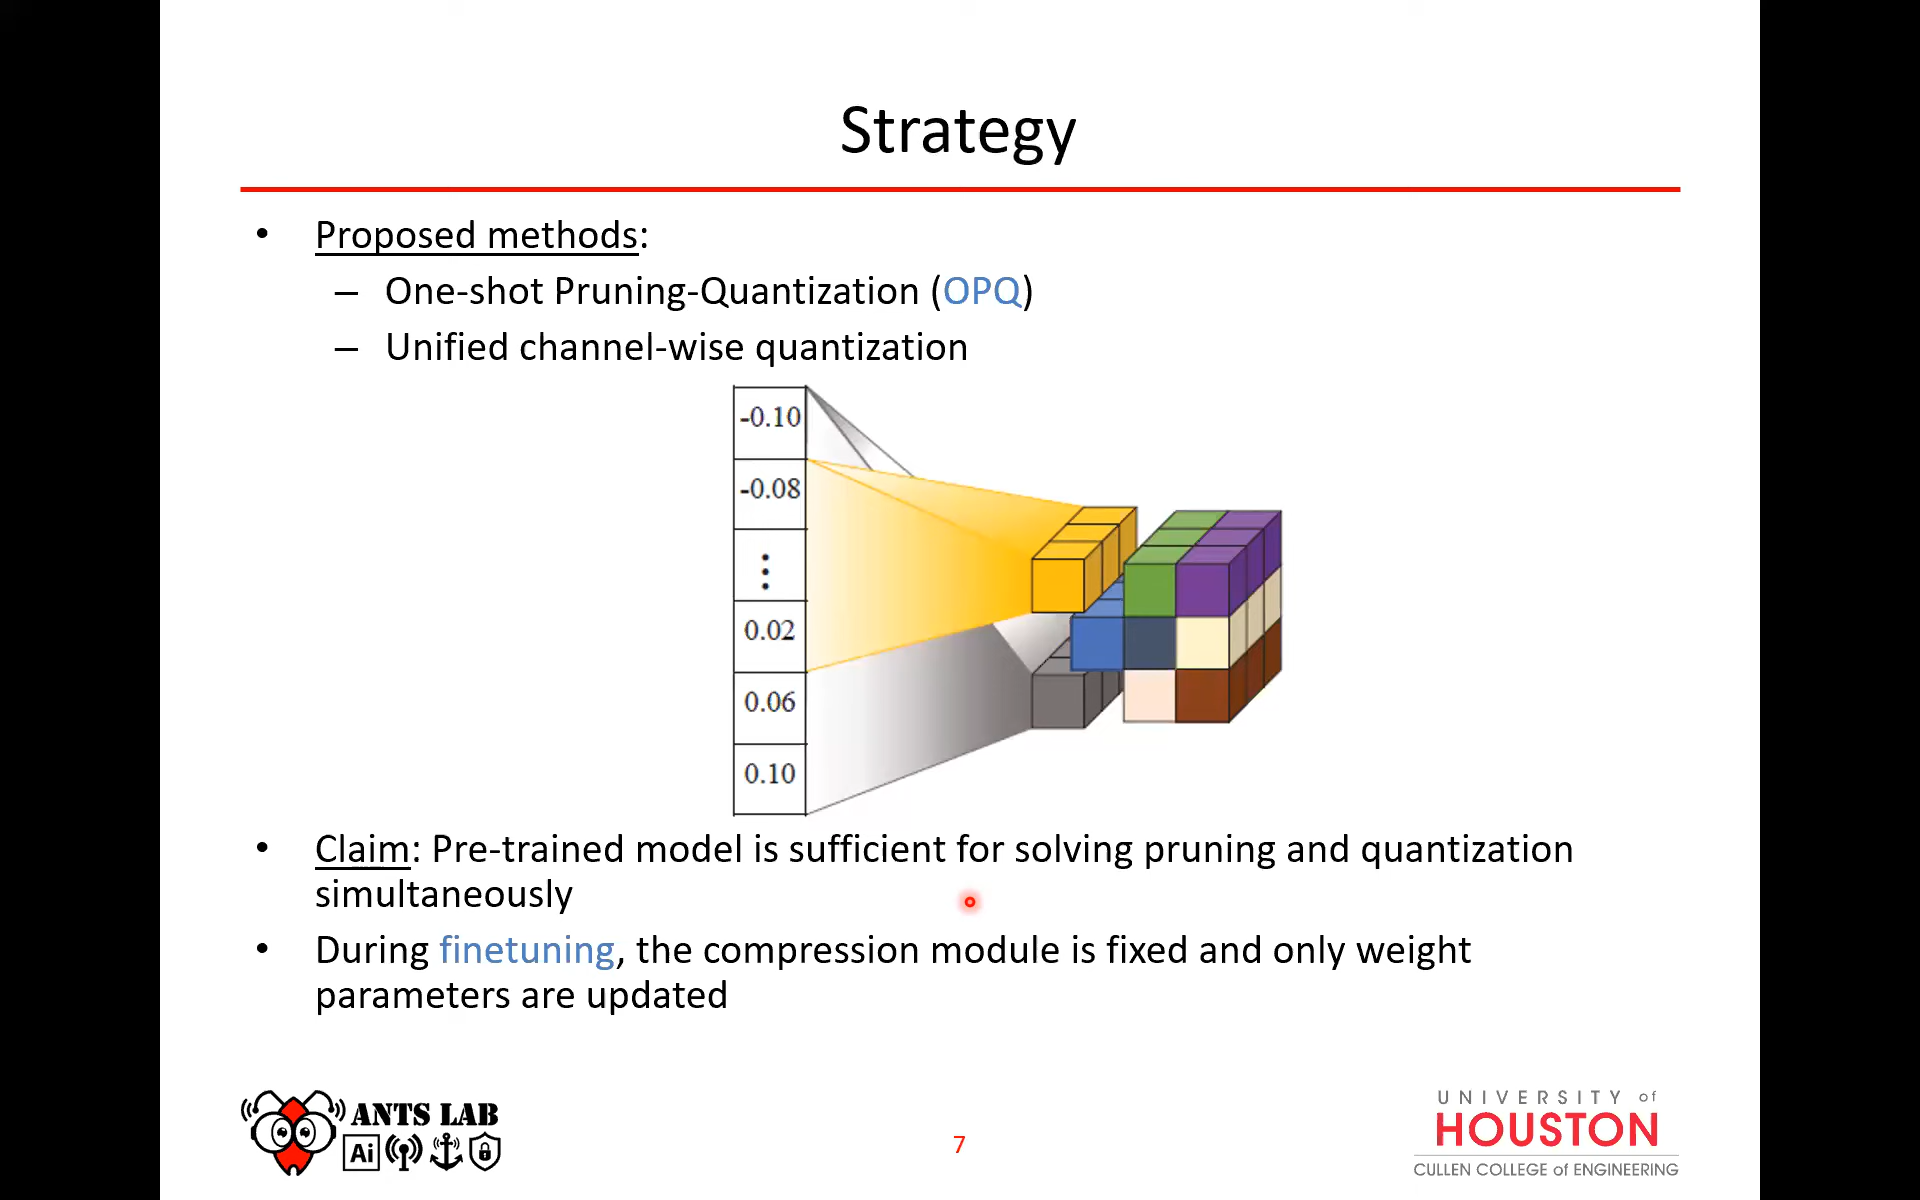 Strategy
• Proposed methods:
– One-shot Pruning-Quantization (OPQ)
– Unified channel-wise quantization
-0.10
-0.08
⋮
0.02
0.06
0.10
• Claim: Pre-trained model is sufficient for solving pruning and quantization
simultaneously
• During finetuning, the compression module is fixed and only weight
parameters are updated
ANTS LAB
Ai
7
UNIVERSITY of
HOUSTON
CULLEN COLLEGE of ENGINEERING